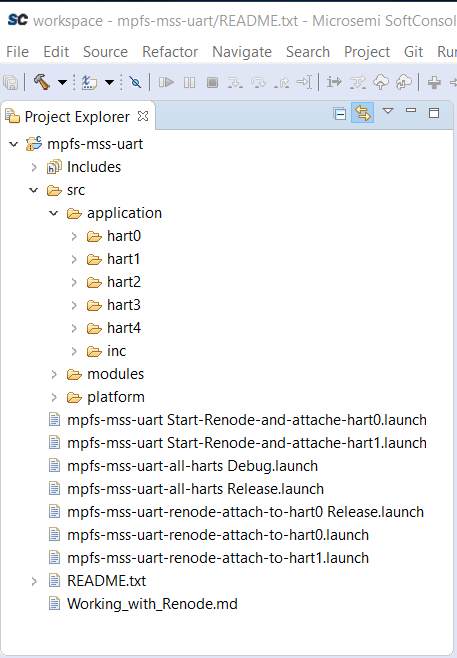 SC workspace - mpfs-mss-uart/README.txt - Microsemi SoftConsol
File Edit Source Refactor Navigate Search Project Git Ru
Project Explorer
mpfs-mss-uart
Includes
src
application
hart0
hart1
hart2
hart3
hart4
inc
modules
platform
mpfs-mss-uart Start-Renode-and-attache-hart0.launch
mpfs-mss-uart Start-Renode-and-attache-hart1.launch
mpfs-mss-uart-all-harts Debug.launch
mpfs-mss-uart-all-harts Release.launch
mpfs-mss-uart-renode-attach-to-hart0 Release.launch
mpfs-mss-uart-renode-attach-to-hart0.launch
mpfs-mss-uart-renode-attach-to-hart1.launch
README.txt
Working_with_Renode.md